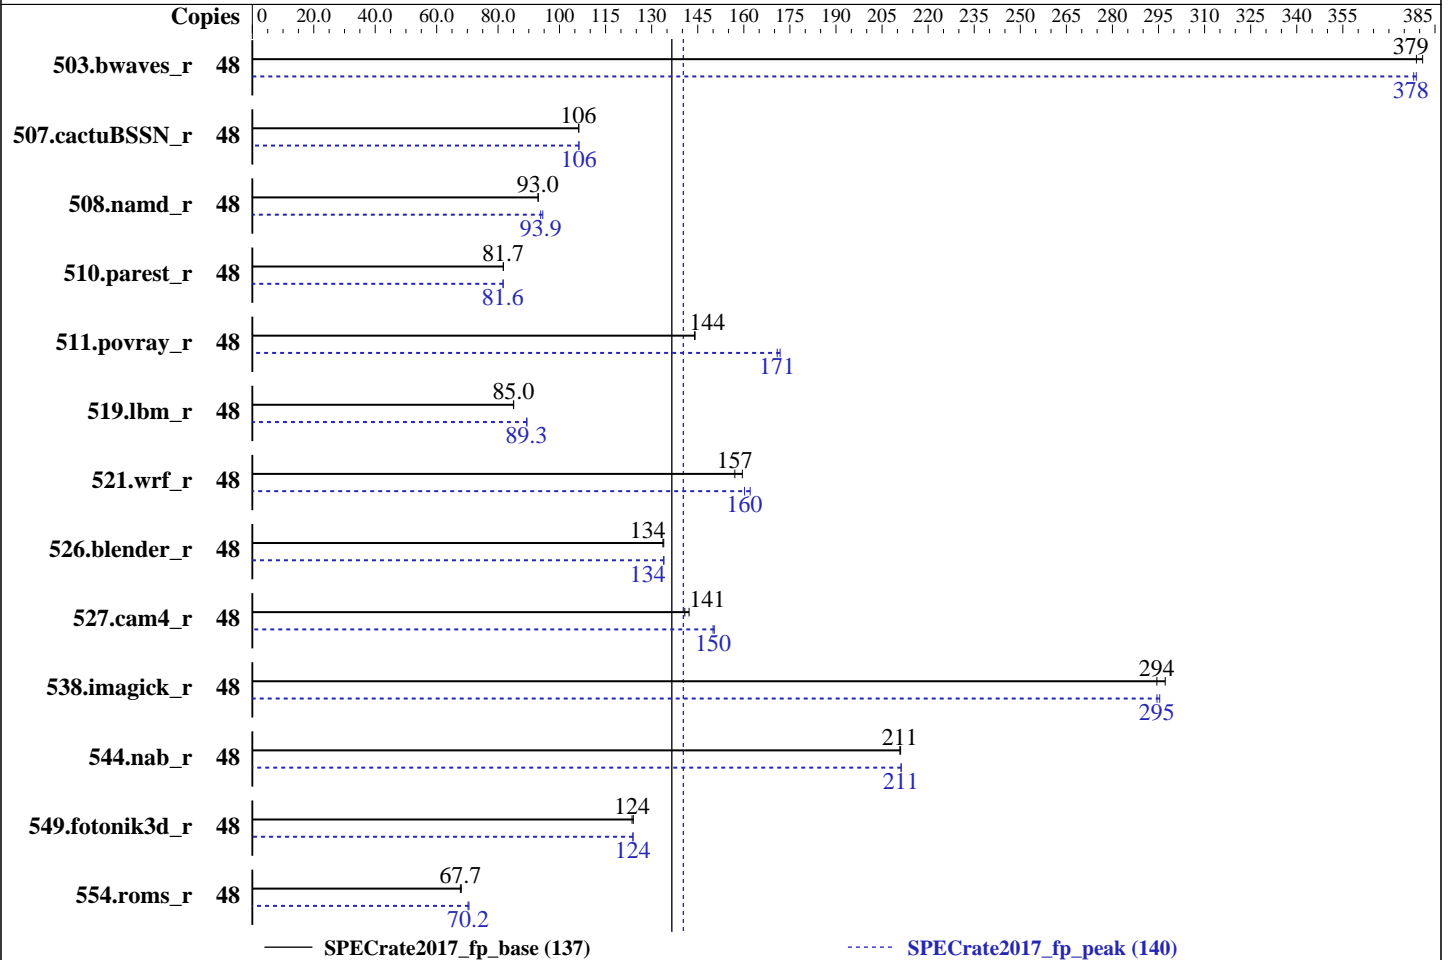 Copies 0 20.0 40.0 60.0 80.0 100 115 130 145 160 175 190 205 220 235 250 265 280 295 310 325 340 355 385
503.bwaves_r 48 379
378
507.cactuBSSN_r 48 106
106
508.namd_r 48 93.0
93.9
510.parest_r 48 81.7
81.6
511.povray_r 48 144
171
519.lbm_r 48 85.0
89.3
521.wrf_r 48 157
160
526.blender_r 48 134
134
527.cam4_r 48 141
150
538.imagick_r 48 294
295
544.nab_r 48 211
211
549.fotonik3d_r 48 124
124
554.roms_r 48 67.7
70.2
SPECrate2017_fp_base (137) SPECrate2017_fp_peak (140)